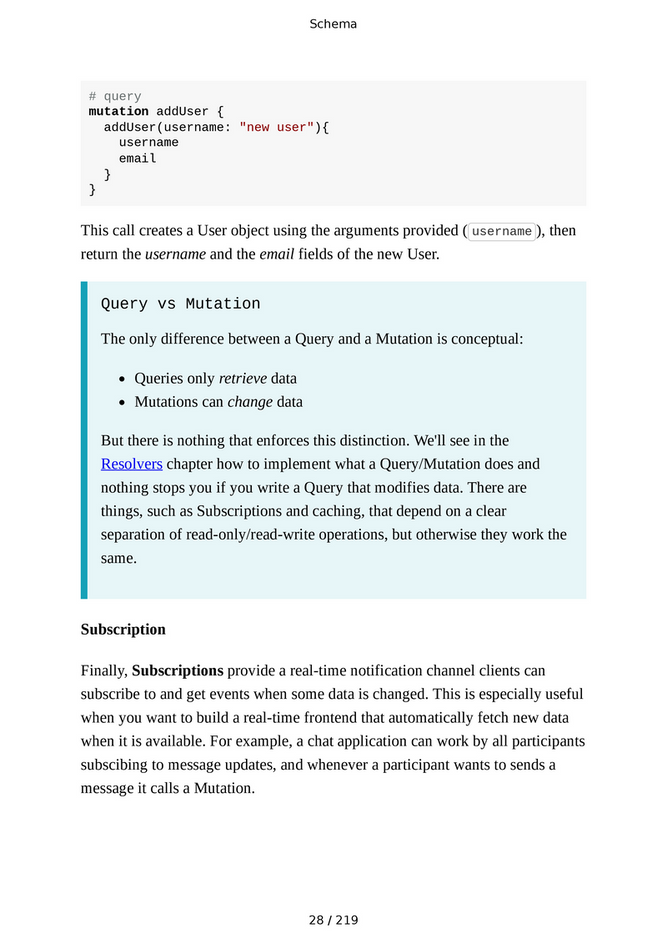 Schema
# query
mutation addUser {
  addUser(username: "new user"){
    username
    email
  }
}
This call creates a User object using the arguments provided ( username ), then
return the username and the email fields of the new User.
Query vs Mutation
The only difference between a Query and a Mutation is conceptual:
• Queries only retrieve data
• Mutations can change data
But there is nothing that enforces this distinction. We'll see in the
Resolvers chapter how to implement what a Query/Mutation does and
nothing stops you if you write a Query that modifies data. There are
things, such as Subscriptions and caching, that depend on a clear
separation of read-only/read-write operations, but otherwise they work the
same.
Subscription
Finally, Subscriptions provide a real-time notification channel clients can
subscribe to and get events when some data is changed. This is especially useful
when you want to build a real-time frontend that automatically fetch new data
when it is available. For example, a chat application can work by all participants
subscibing to message updates, and whenever a participant wants to sends a
message it calls a Mutation.
28 / 219